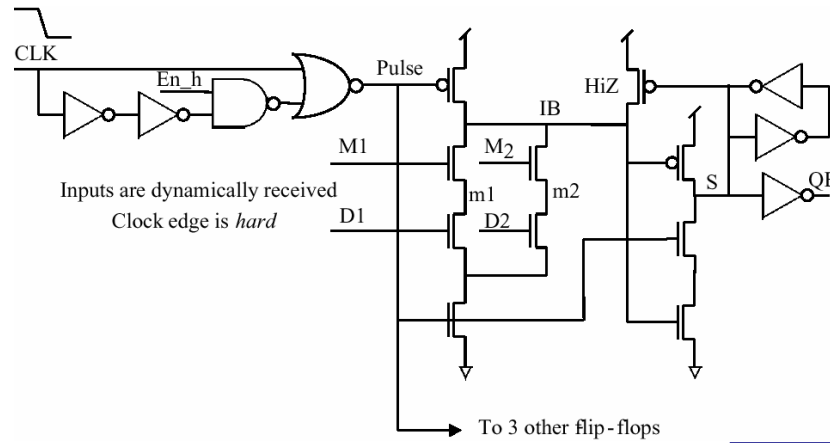 CLK
En_h
Pulse
HiZ
IB
M1
M2
m1
m2
S
Inputs are dynamically received
Clock edge is hard
D1
D2
To 3 other flip-flops